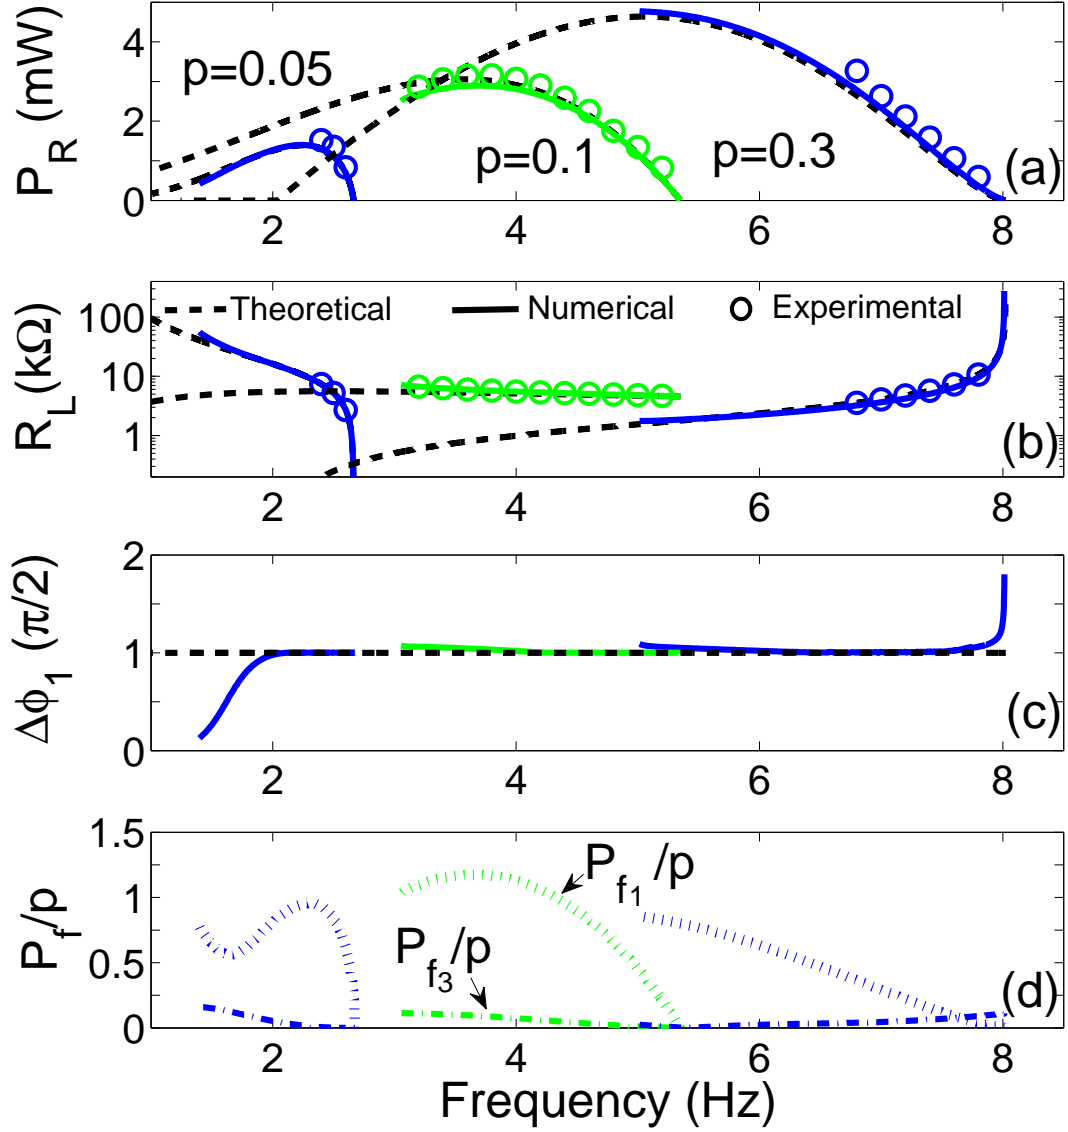 P_R (mW)
4
2
0
p=0.05
p=0.1
p=0.3
(a)
2 4 6 8
R_L(kΩ)
100
10
1
Theoretical Numerical Experimental
(b)
2 4 6 8
Δϕ_1 (π/2)
2
1
0
(c)
2 4 6 8
P_f/p
1.5
1
0.5
0
P_f1 /p
P_f3/p
(d)
2 4 6 8
Frequency (Hz)